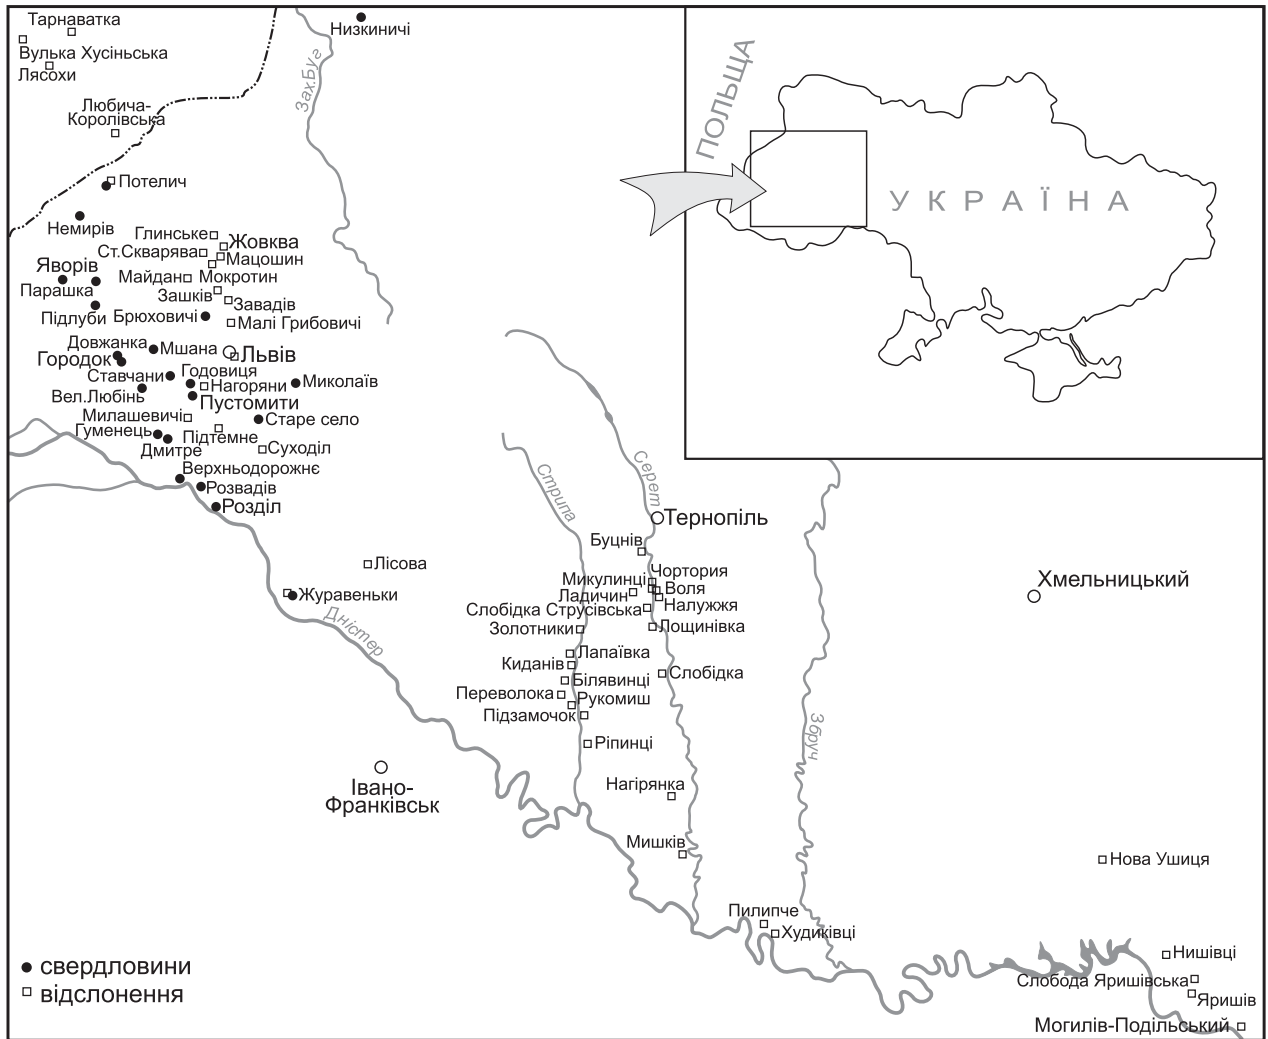 Тарнаватка
Низкиничі
Вулька Хусіньська
Лясохи
Зах.Буг
Любича-
Королівська
Потелич
Немирів
Глинське
Жовква
Ст.Скварява
Мацошин
Яворів
Майдан
Мокротин
Парашка
Зашків
Завадів
Підлуби
Брюховичі
Малі Грибовичі
Довжанка
Мшана
Львів
Городок
Ставчани
Годовиця
Нагоряни
Миколаїв
Вел.Любінь
Пустомити
Милашевичі
Старе село
Гуменець
Підтемне
Дмитре
Суходіл
Верхньодорожнє
Розвадів
Розділ
ПОЛЬЩА
УКРАЇНА
Стрипа
Серет
Тернопіль
Буцнів
Лісова
Чортория
Микулинці
Хмельницький
Ладичин
Воля
Журавеньки
Налужжя
Слобідка Струсівська
Дністер
Золотники
Лощинівка
Лапаївка
Киданів
Слобідка
Білявинці
Переволока
Рукомиш
Підзамочок
Збруч
Ріпинці
Нагірянка
Івано-
Франківськ
Мишків
Нова Ушиця
Пилипче
Худиківці
Нишівці
свердловини
Слобода Яришівська
відслонення
Яришів
Могилів-Подільський